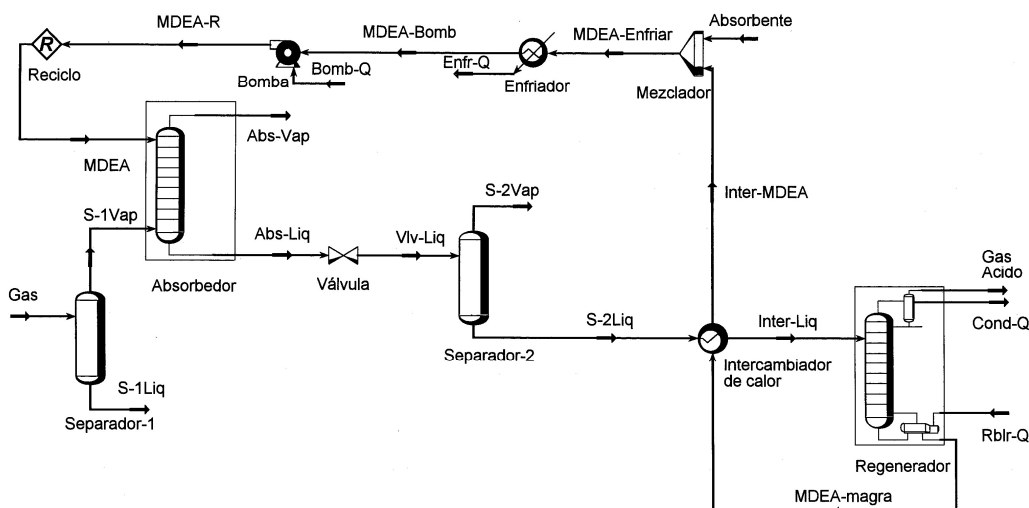 MDEA-R
Absorbente
MDEA-Bomb
MDEA-Enfriar
R
Reciclo
Bomb-Q
Bomba
Enfr-Q
Enfriador
Mezclador
Abs-Vap
MDEA
S-2Vap
Inter-MDEA
S-1Vap
Abs-Liq
Vlv-Liq
Gas
Acido
Absorbedor
Válvula
Gas
S-2Liq
Inter-Liq
Cond-Q
Separador-2
Intercambiador
de calor
S-1Liq
Separador-1
Rblr-Q
Regenerador
MDEA-magra